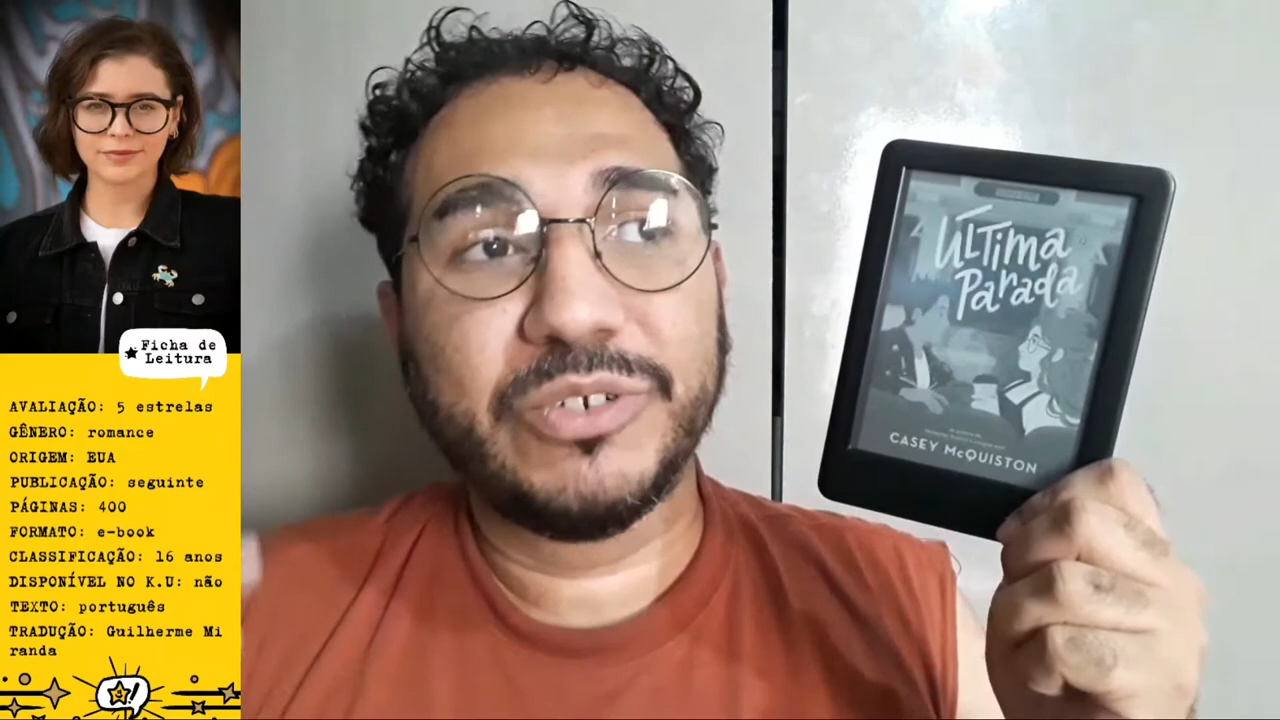 Ficha de
Leitura
AVALIAÇÃO: 5 estrelas
GÊNERO: romance
ORIGEM: EUA
PUBLICAÇÃO: seguinte
PÁGINAS: 400
FORMATO: e-book
CLASSIFICAÇÃO: 16 anos
DISPONÍVEL NO K.U: não
TEXTO: português
TRADUÇÃO: Guilherme Mi
randa
ÚLTIMA
Parada
CASEY McQUISTON